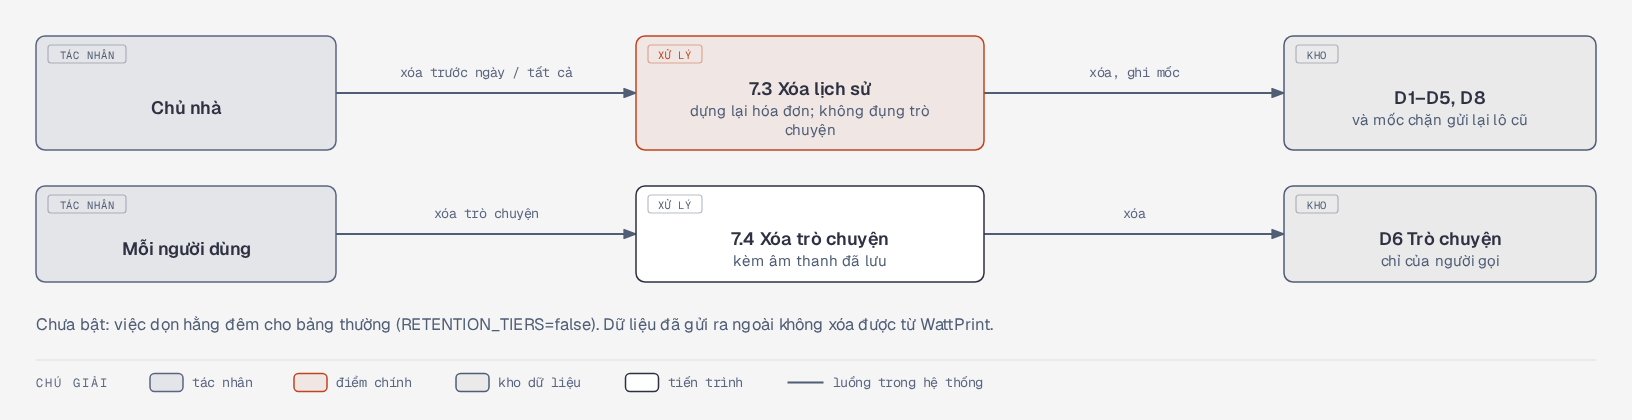 TÁC NHÂN
Chủ nhà
xóa trước ngày / tất cả
XỬ LÝ
7.3 Xóa lịch sử
dựng lại hóa đơn; không đụng trò
chuyện
xóa, ghi mốc
KHO
D1–D5, D8
và mốc chặn gửi lại lô cũ
TÁC NHÂN
Mỗi người dùng
xóa trò chuyện
XỬ LÝ
7.4 Xóa trò chuyện
kèm âm thanh đã lưu
xóa
KHO
D6 Trò chuyện
chỉ của người gọi
Chưa bật: việc dọn hằng đêm cho bảng thường (RETENTION_TIERS=false). Dữ liệu đã gửi ra ngoài không xóa được từ WattPrint.
CHÚ GIẢI
tác nhân
điểm chính
kho dữ liệu
tiến trình
luồng trong hệ thống